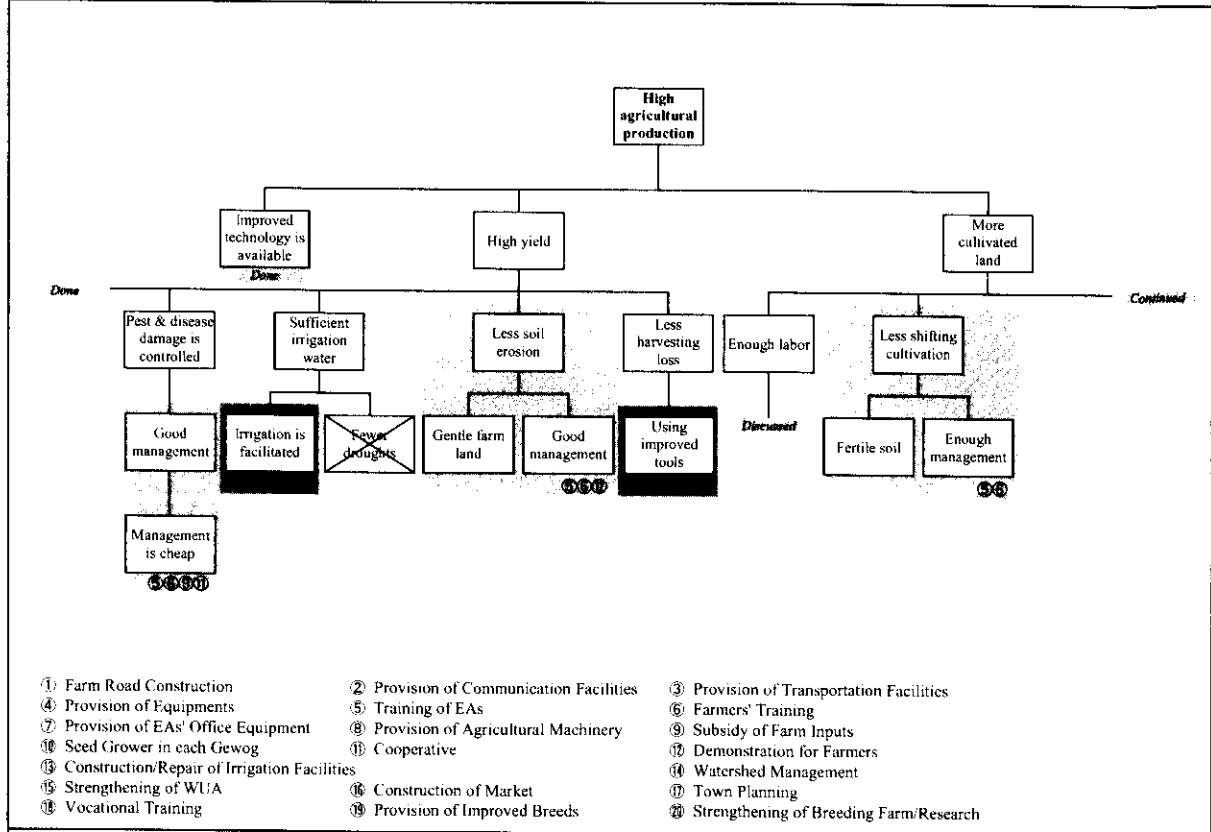 High
agricultural
production
Improved
technology is
available
High yield
More
cultivated
land
Done
Done
Continued
Pest & disease
damage is
controlled
Sufficient
irrigation
water
Less soil
erosion
Less
harvesting
loss
Enough labor
Less shifting
cultivation
Good
management
Irrigation is
facilitated
Fewer
droughts
Gentle farm
land
Good
management
Using
improved
tools
Discussed
Fertile soil
Enough
management
⑤⑥⑫
⑤⑥
Management
is cheap
⑤⑥⑨⑪
① Farm Road Construction ② Provision of Communication Facilities ③ Provision of Transportation Facilities
④ Provision of Equipments ⑤ Training of EAs ⑥ Farmers' Training
⑦ Provision of EAs' Office Equipment ⑧ Provision of Agricultural Machinery ⑨ Subsidy of Farm Inputs
⑩ Seed Grower in each Gewog ⑪ Cooperative ⑫ Demonstration for Farmers
⑬ Construction/Repair of Irrigation Facilities ⑭ Watershed Management
⑮ Strengthening of WUA ⑯ Construction of Market ⑰ Town Planning
⑱ Vocational Training ⑲ Provision of Improved Breeds ⑳ Strengthening of Breeding Farm/Research